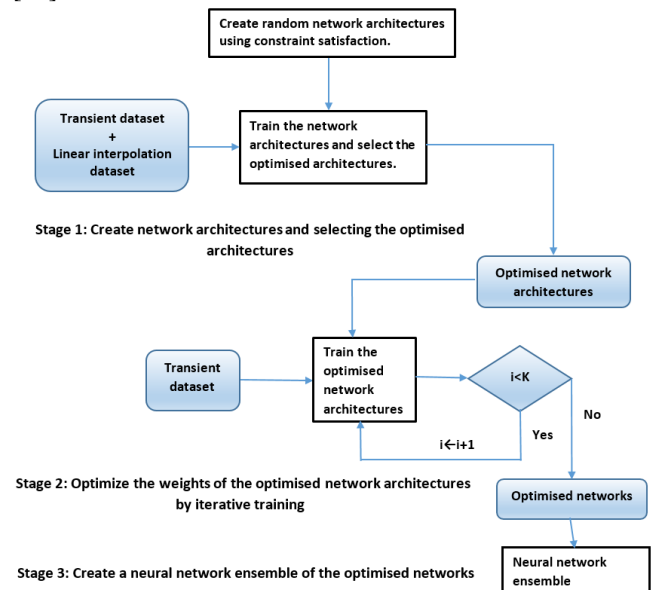 Create random network architectures
using constraint satisfaction.
Transient dataset
+
Linear interpolation
dataset
Train the network
architectures and select the
optimised architectures.
Stage 1: Create network architectures and selecting the optimised
architectures
Optimised network
architectures
Transient
dataset
Train the
optimised
network
architectures
i<K
No
Yes
i←i+1
Stage 2: Optimize the weights of the optimised network architectures
by iterative training
Optimised networks
Stage 3: Create a neural network ensemble of the optimised networks
Neural network
ensemble